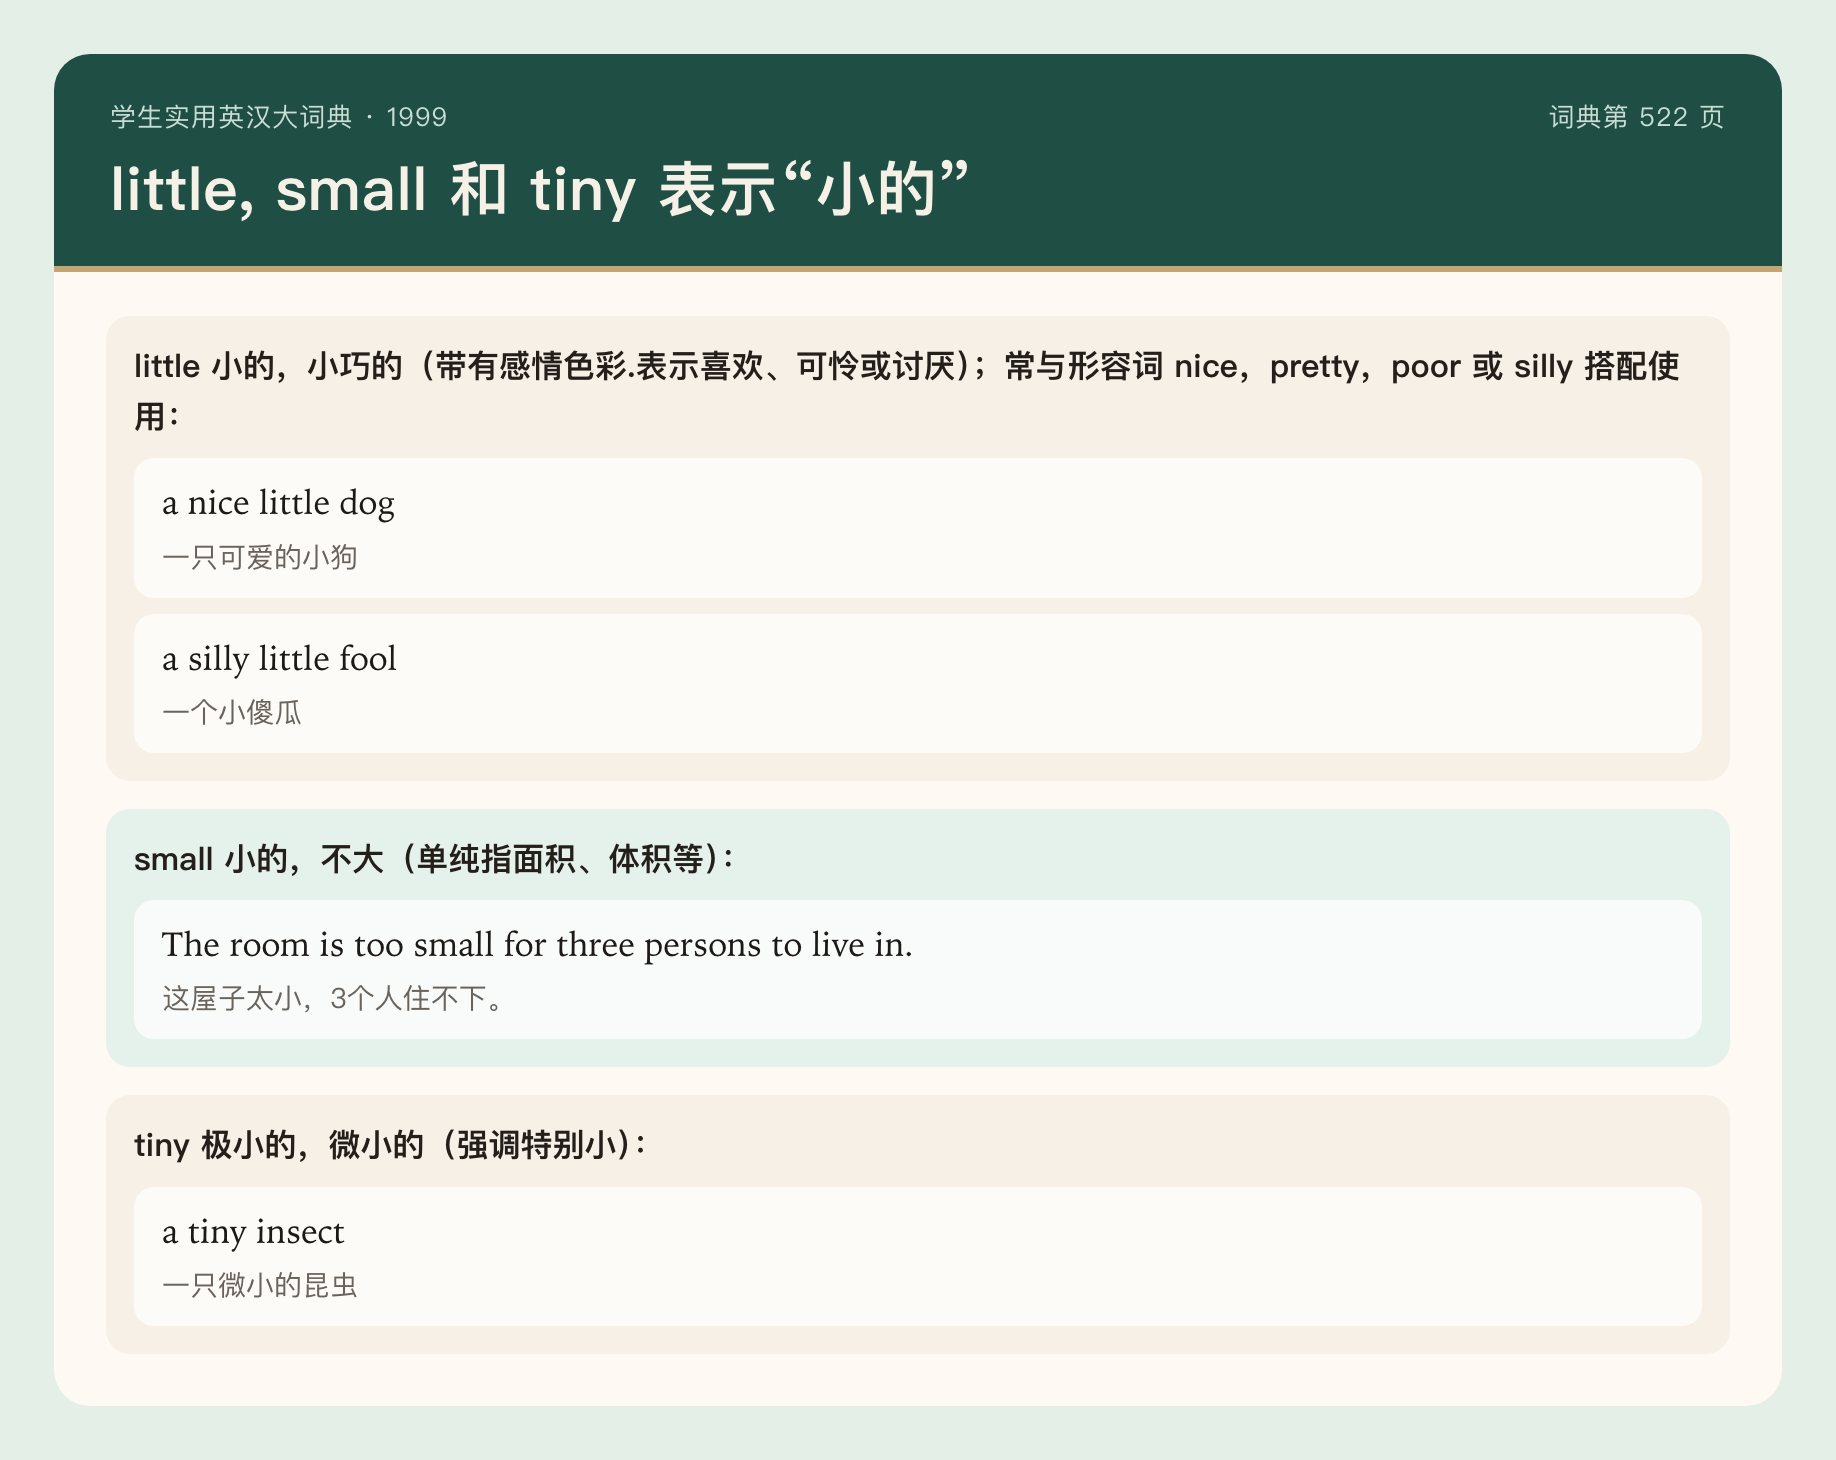 学生实用英汉大词典 · 1999
词典第 522 页
little, small 和 tiny 表示“小的”
little 小的，小巧的（带有感情色彩.表示喜欢、可怜或讨厌）；常与形容词 nice，pretty，poor 或 silly 搭配使
用：
a nice little dog
一只可爱的小狗
a silly little fool
一个小傻瓜
small 小的，不大（单纯指面积、体积等）：
The room is too small for three persons to live in.
这屋子太小，3个人住不下。
tiny 极小的，微小的（强调特别小）：
a tiny insect
一只微小的昆虫